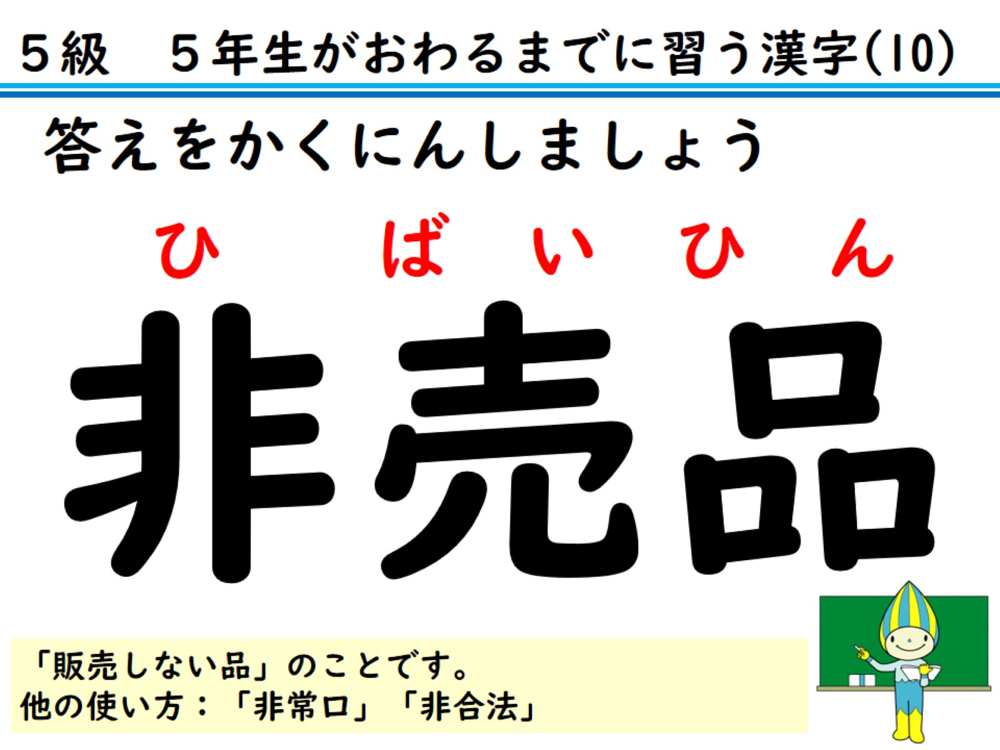 ５級　５年生がおわるまでに習う漢字(10)
答えをかくにんしましょう
ひ　ばいひん
非売品
「販売しない品」のことです。
他の使い方：「非常口」「非合法」